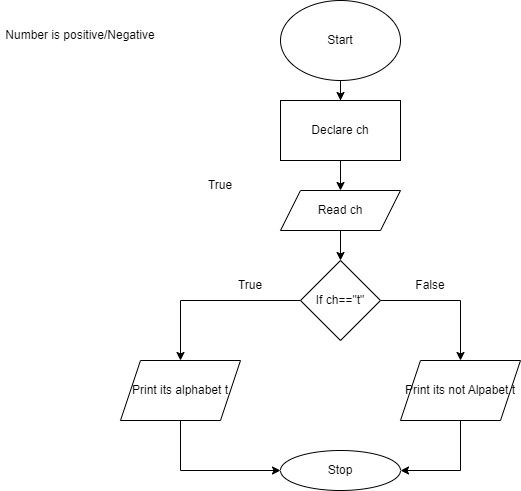 Number is positive/Negative
Start
Declare ch
True
Read ch
If ch=="t"
True
False
Print its alphabet t
Print its not Alpabet t
Stop